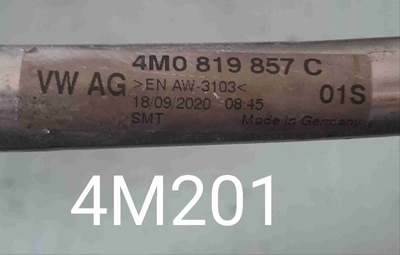 4M0 819 857 C
VW AG >EN AW-3103< 01S
18/09/2020 08:45
SMT Made in Germany
4M201